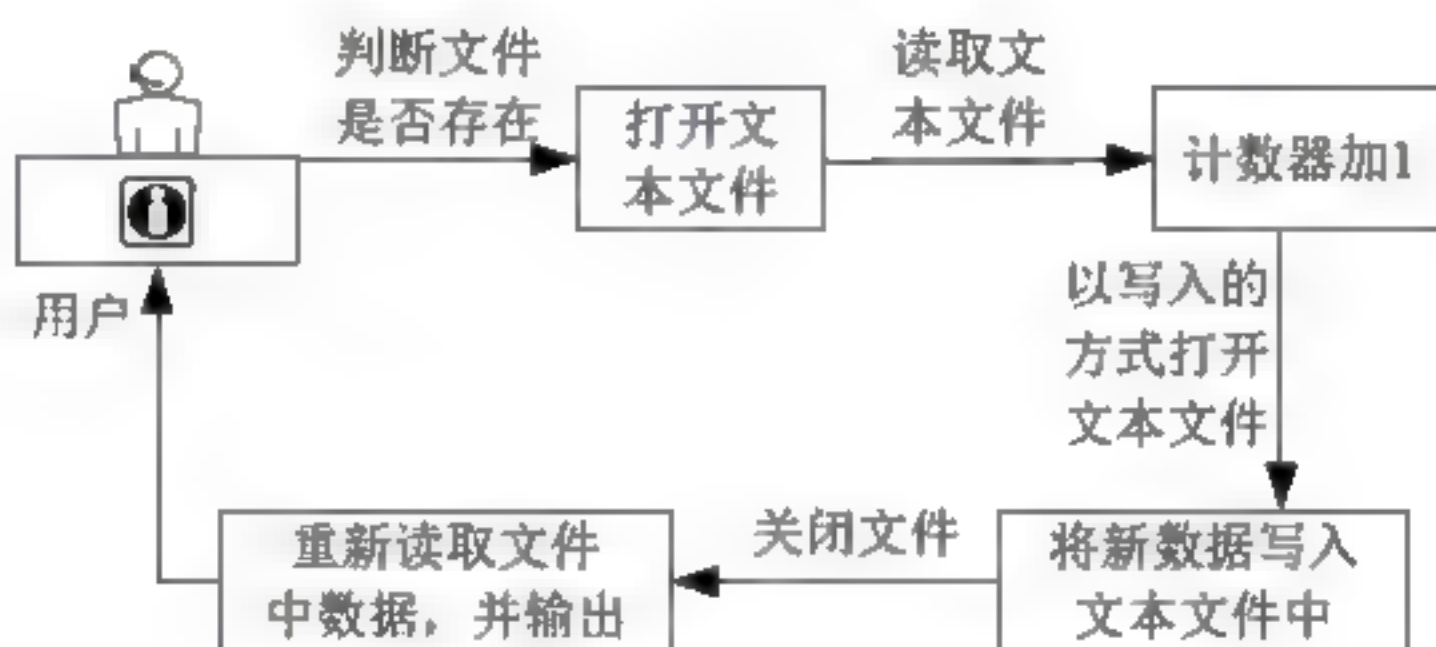 判断文件
是否存在
打开文
本文件
读取文
本文件
计数器加1
以写入的
方式打开
文本文件
将新数据写入
文本文件中
关闭文件
重新读取文件
中数据，并输出
用户